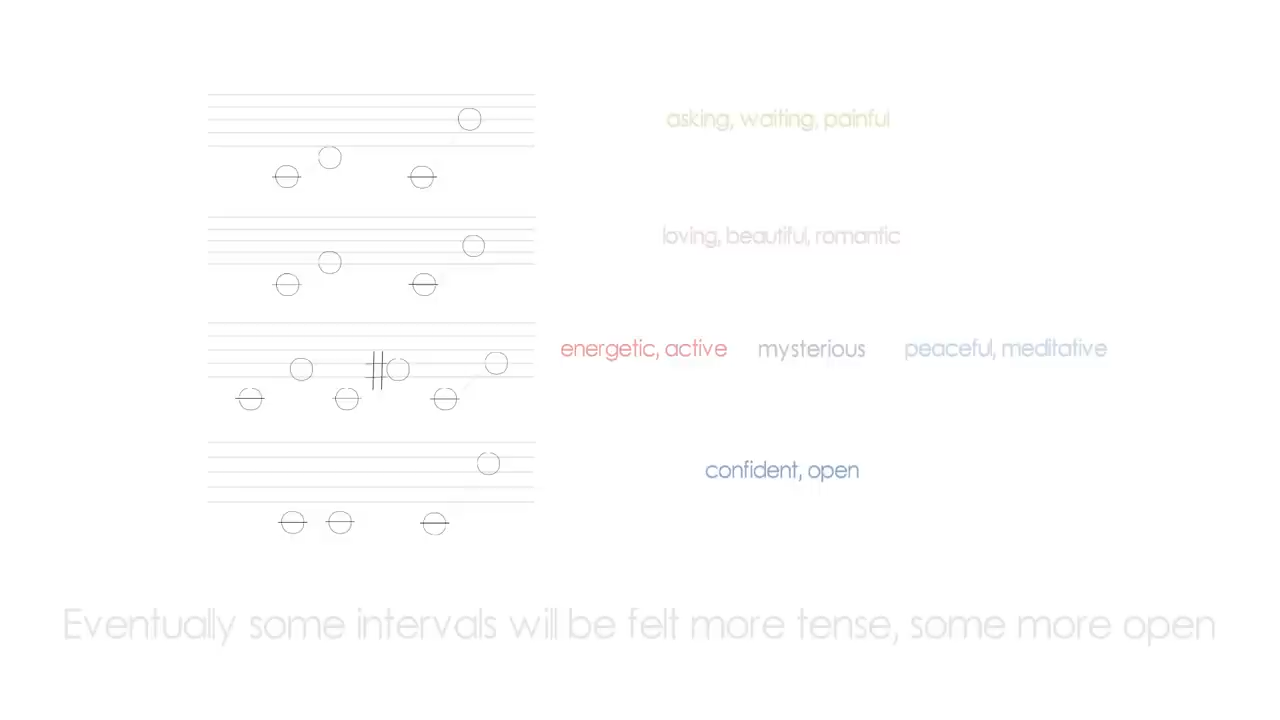 asking, waiting, painful
loving, beautiful, romantic
energetic, active mysterious peaceful, meditative
confident, open
Eventually some intervals will be felt more tense, some more open